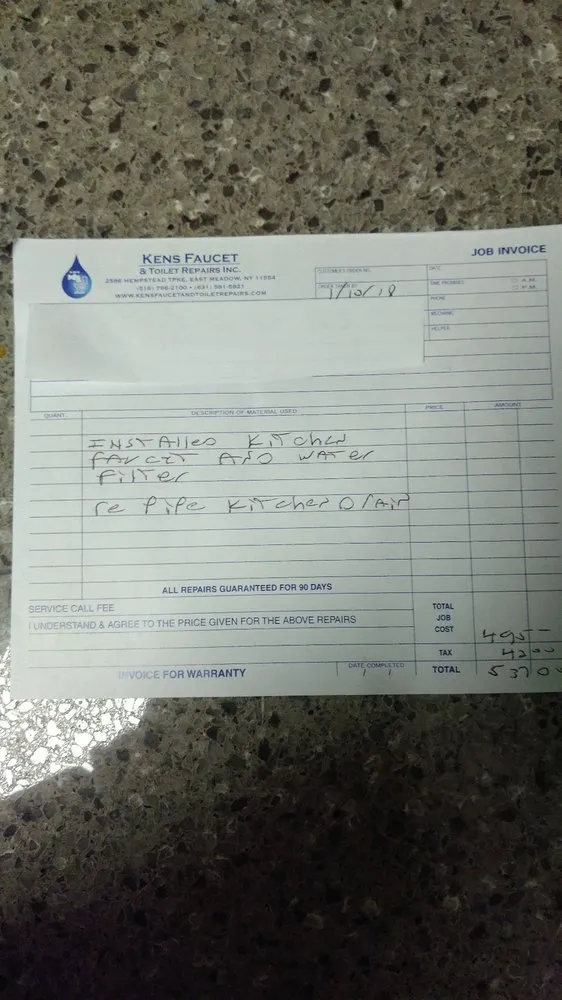 KENS FAUCET
& TOILET REPAIRS INC.
2596 HEMPSTEAD TPKE, EAST MEADOW, NY 11554
WWW.KENSFAUCETANDTOILETREPAIRS.COM
JOB INVOICE
CUSTOMER'S ORDER NO.
DATE
ORDER TAKEN BY
1/10/18
TIME PROMISED
A.M.
P.M.
PHONE
MECHANIC
HELPER
QUANT. DESCRIPTION OF MATERIAL USED PRICE AMOUNT
INSTAlleD KITCHEN
FAUCET AND WATER
FILTER
re PiPe KITCHEN DrAiN
ALL REPAIRS GUARANTEED FOR 90 DAYS
SERVICE CALL FEE
I UNDERSTAND & AGREE TO THE PRICE GIVEN FOR THE ABOVE REPAIRS
TOTAL
JOB
COST 495 -
TAX 4200
INVOICE FOR WARRANTY DATE COMPLETED / / TOTAL 53700